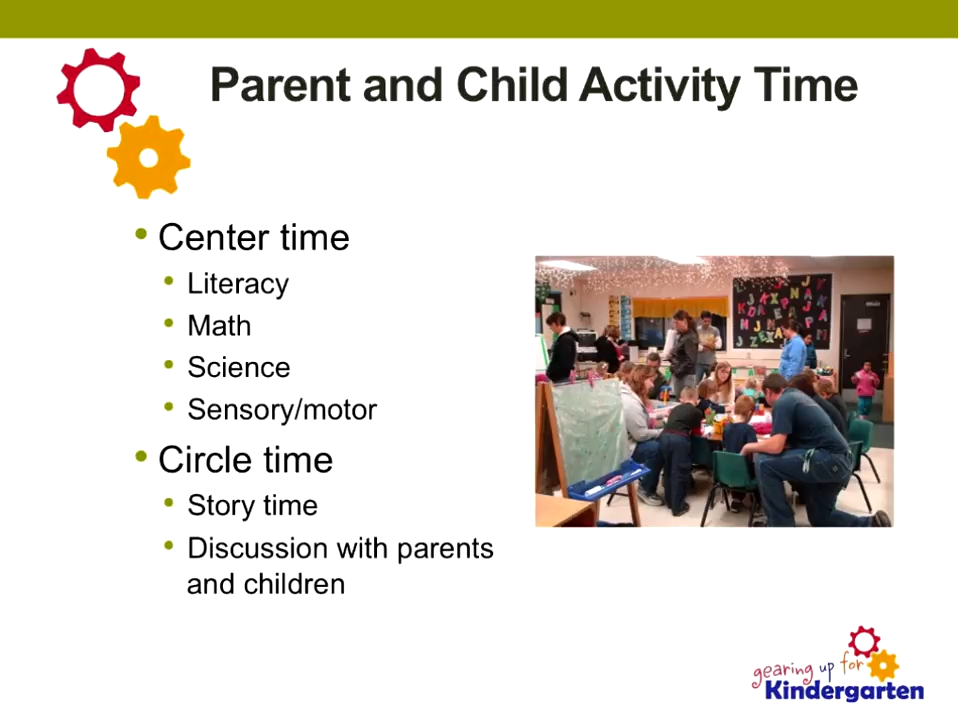 Parent and Child Activity Time
• Center time
• Literacy
• Math
• Science
• Sensory/motor
• Circle time
• Story time
• Discussion with parents
and children
gearing up for
Kindergarten